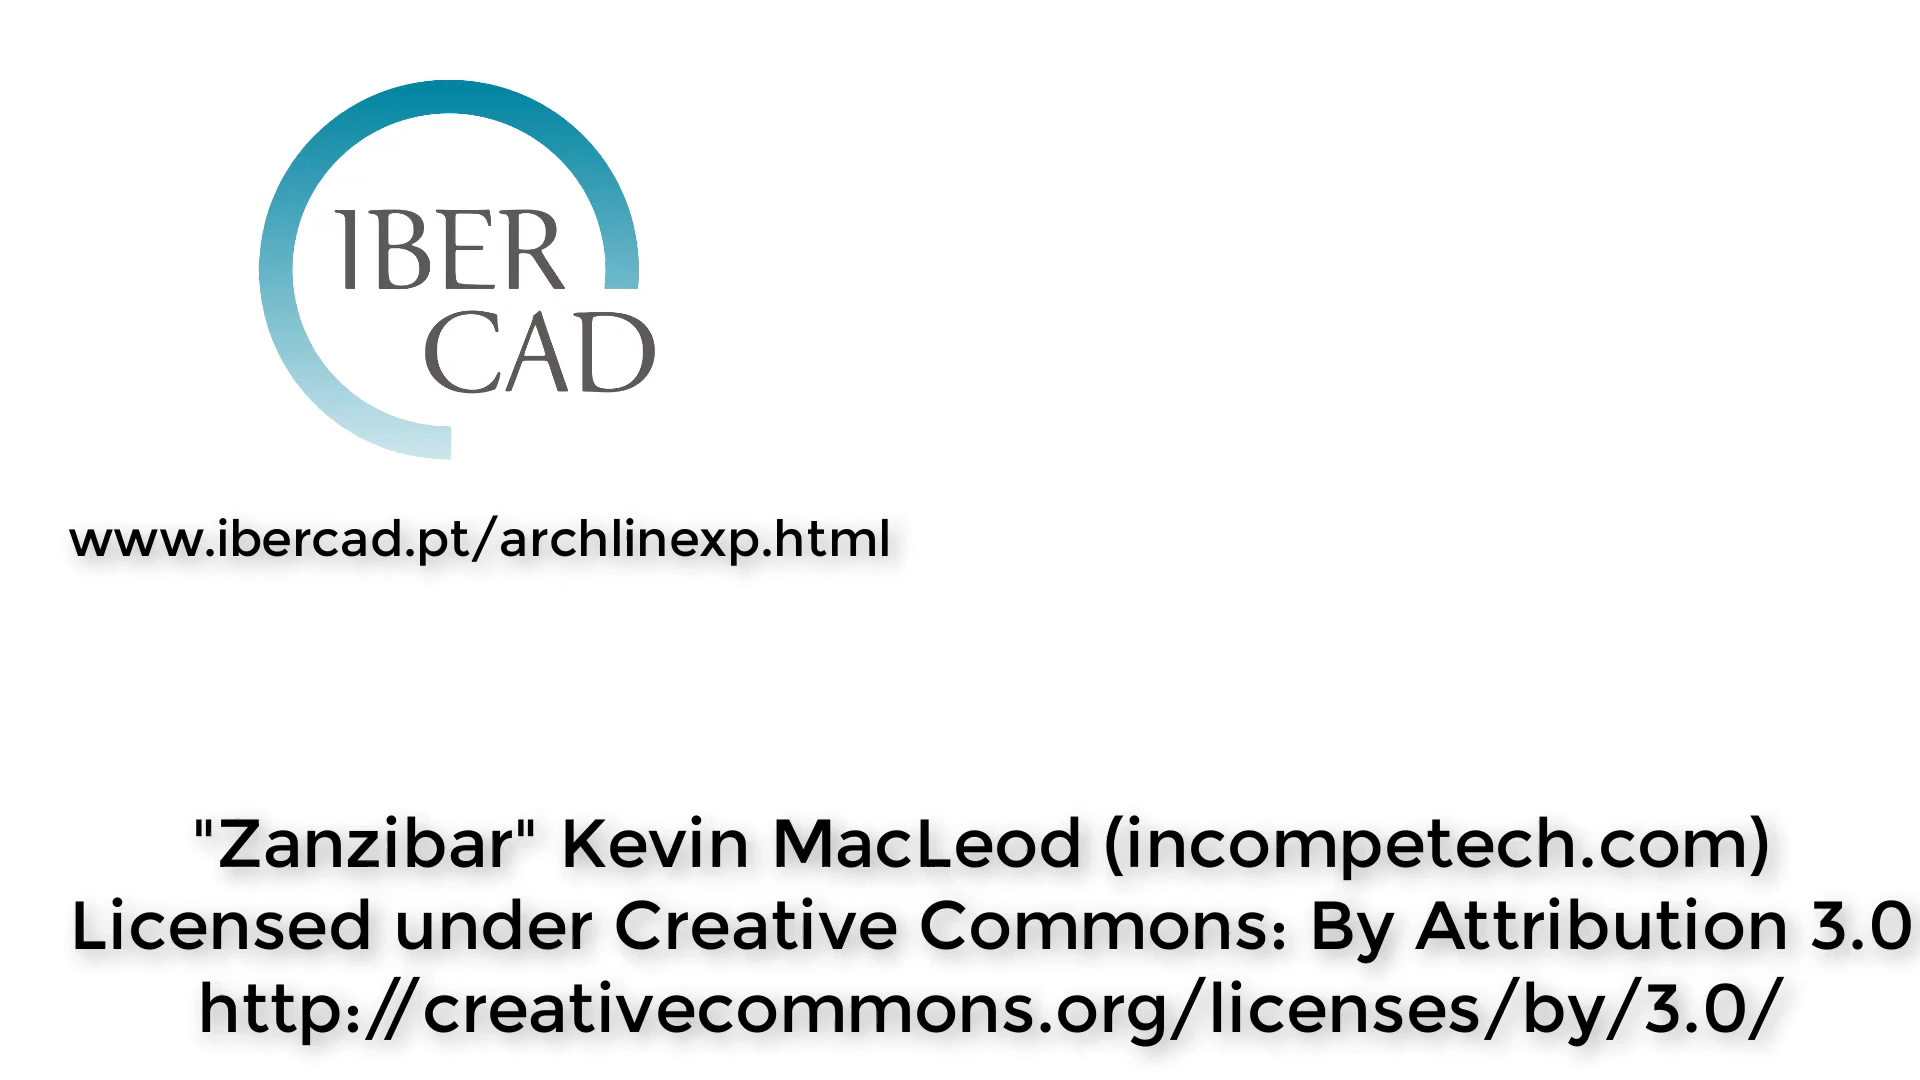 IBER
CAD
www.ibercad.pt/archlinexp.html
"Zanzibar" Kevin MacLeod (incompetech.com)
Licensed under Creative Commons: By Attribution 3.0
http://creativecommons.org/licenses/by/3.0/